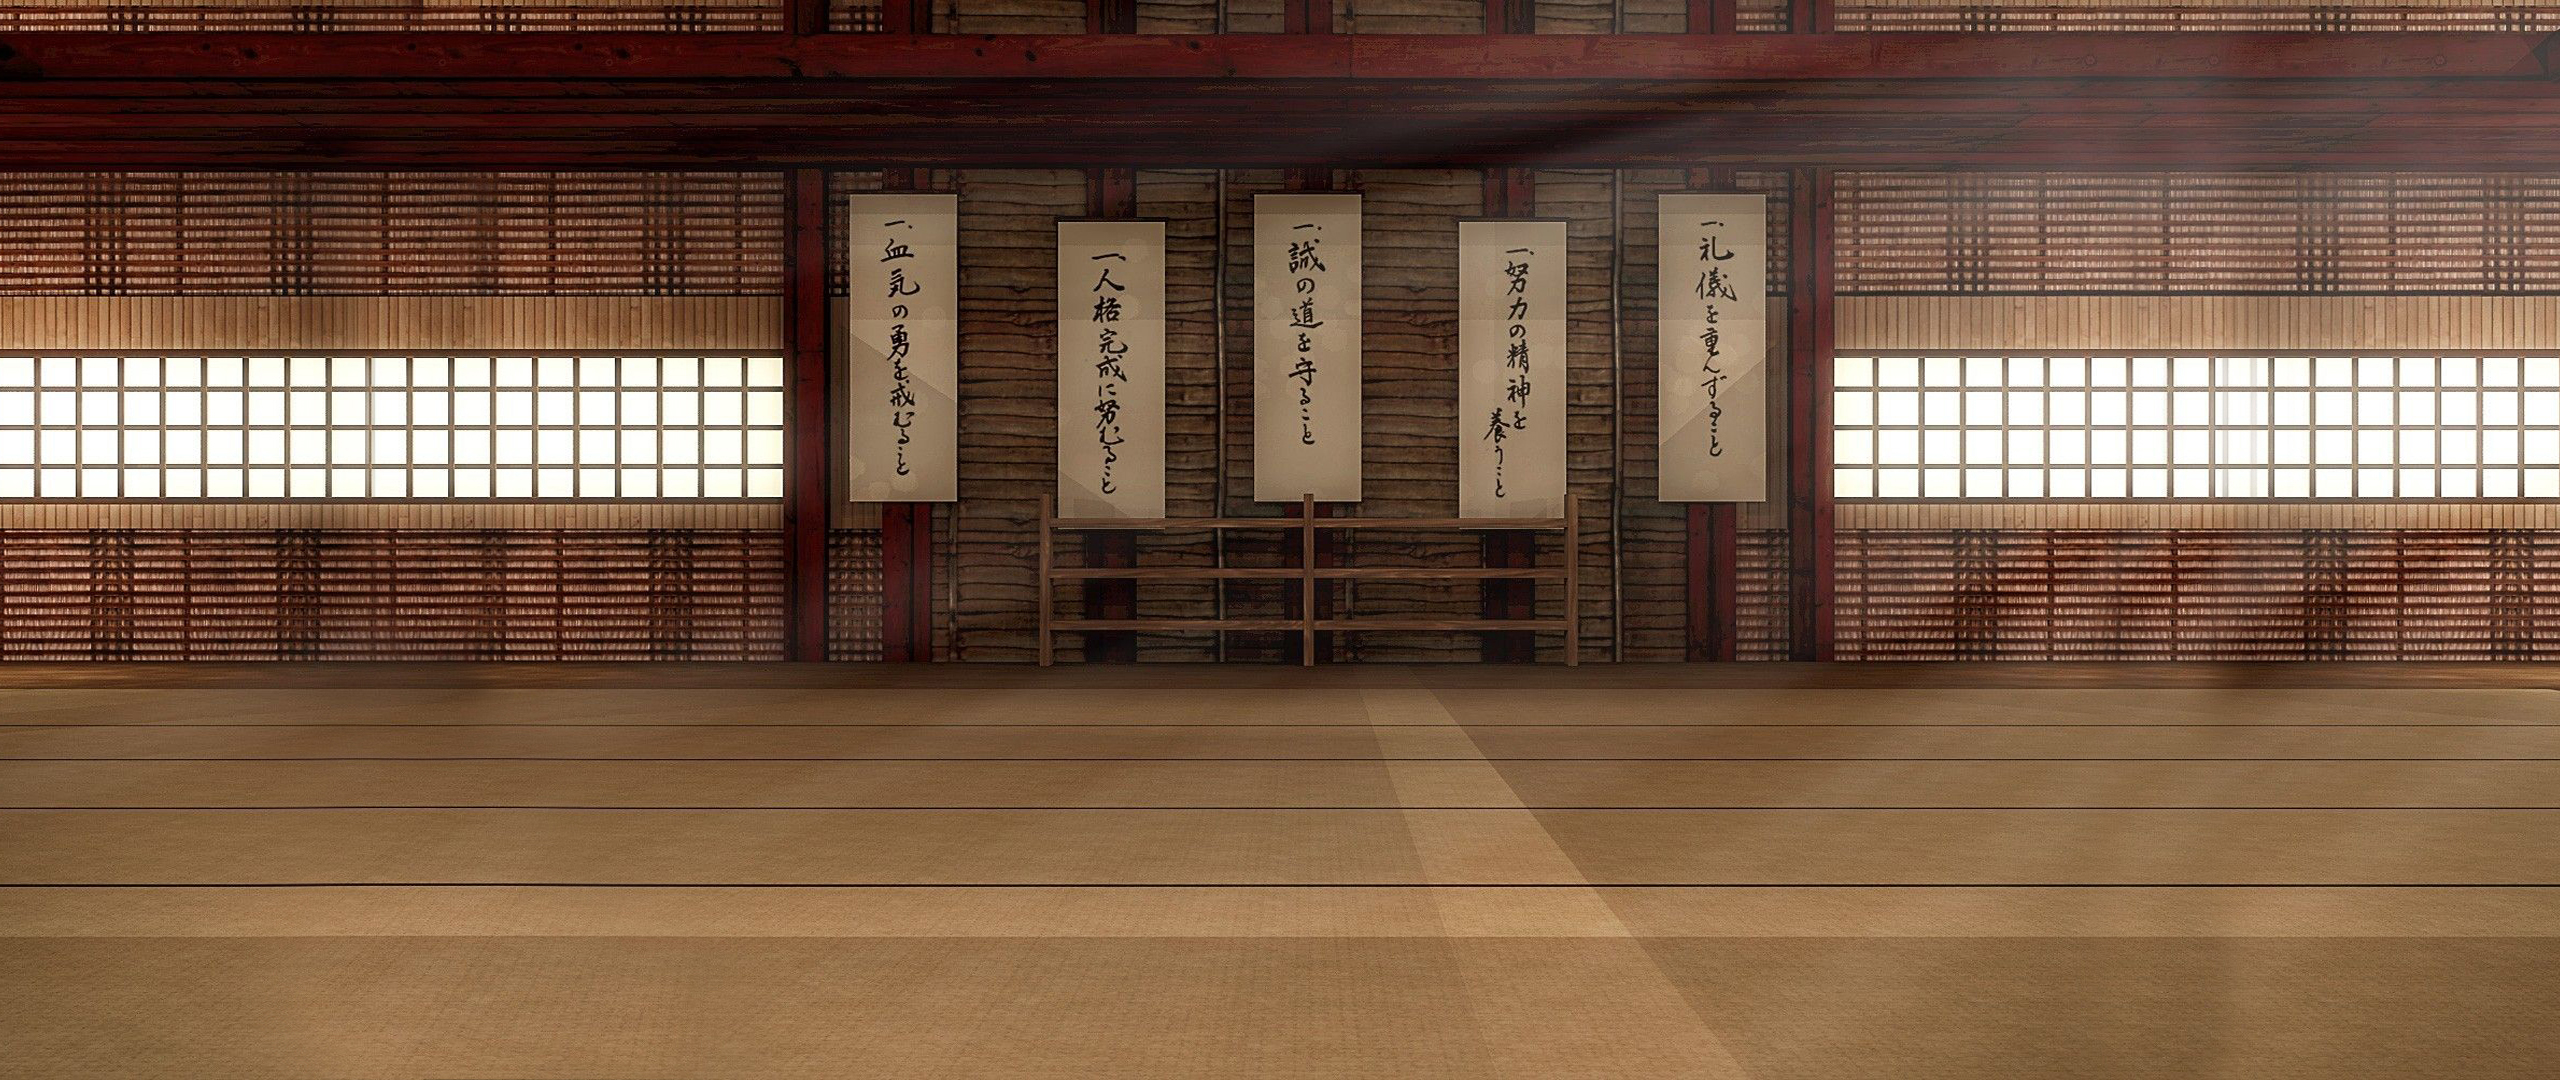 一、礼儀を重んずること
一、努力の精神を
養うこと
一、誠の道を守ること
一、人格完成に努むること
一、血気の勇を戒むること